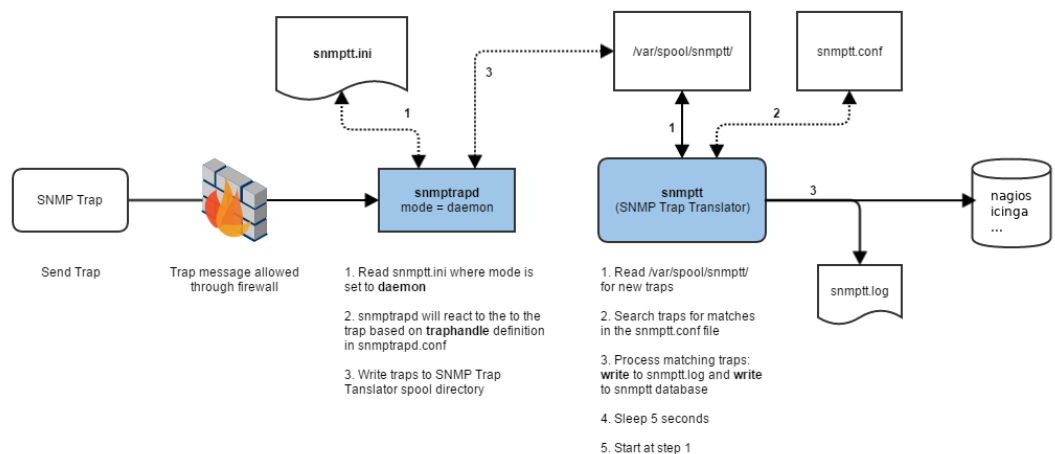 snmptt.ini
/var/spool/snmptt/
snmptt.conf
3
1
1
2
SNMP Trap
snmptrapd
mode = daemon
snmptt
(SNMP Trap Translator)
3
nagios
icinga
...
Send Trap
Trap message allowed
through firewall
1. Read snmptt.ini where mode is
set to daemon
2. snmptrapd will react to the to the
trap based on traphandle definition
in snmptrapd.conf
3. Write traps to SNMP Trap
Tanslator spool directory
1. Read /var/spool/snmptt/
for new traps
2. Search traps for matches
in the snmptt.conf file
3. Process matching traps:
write to snmptt.log and write
to snmptt database
4. Sleep 5 seconds
5. Start at step 1
snmptt.log